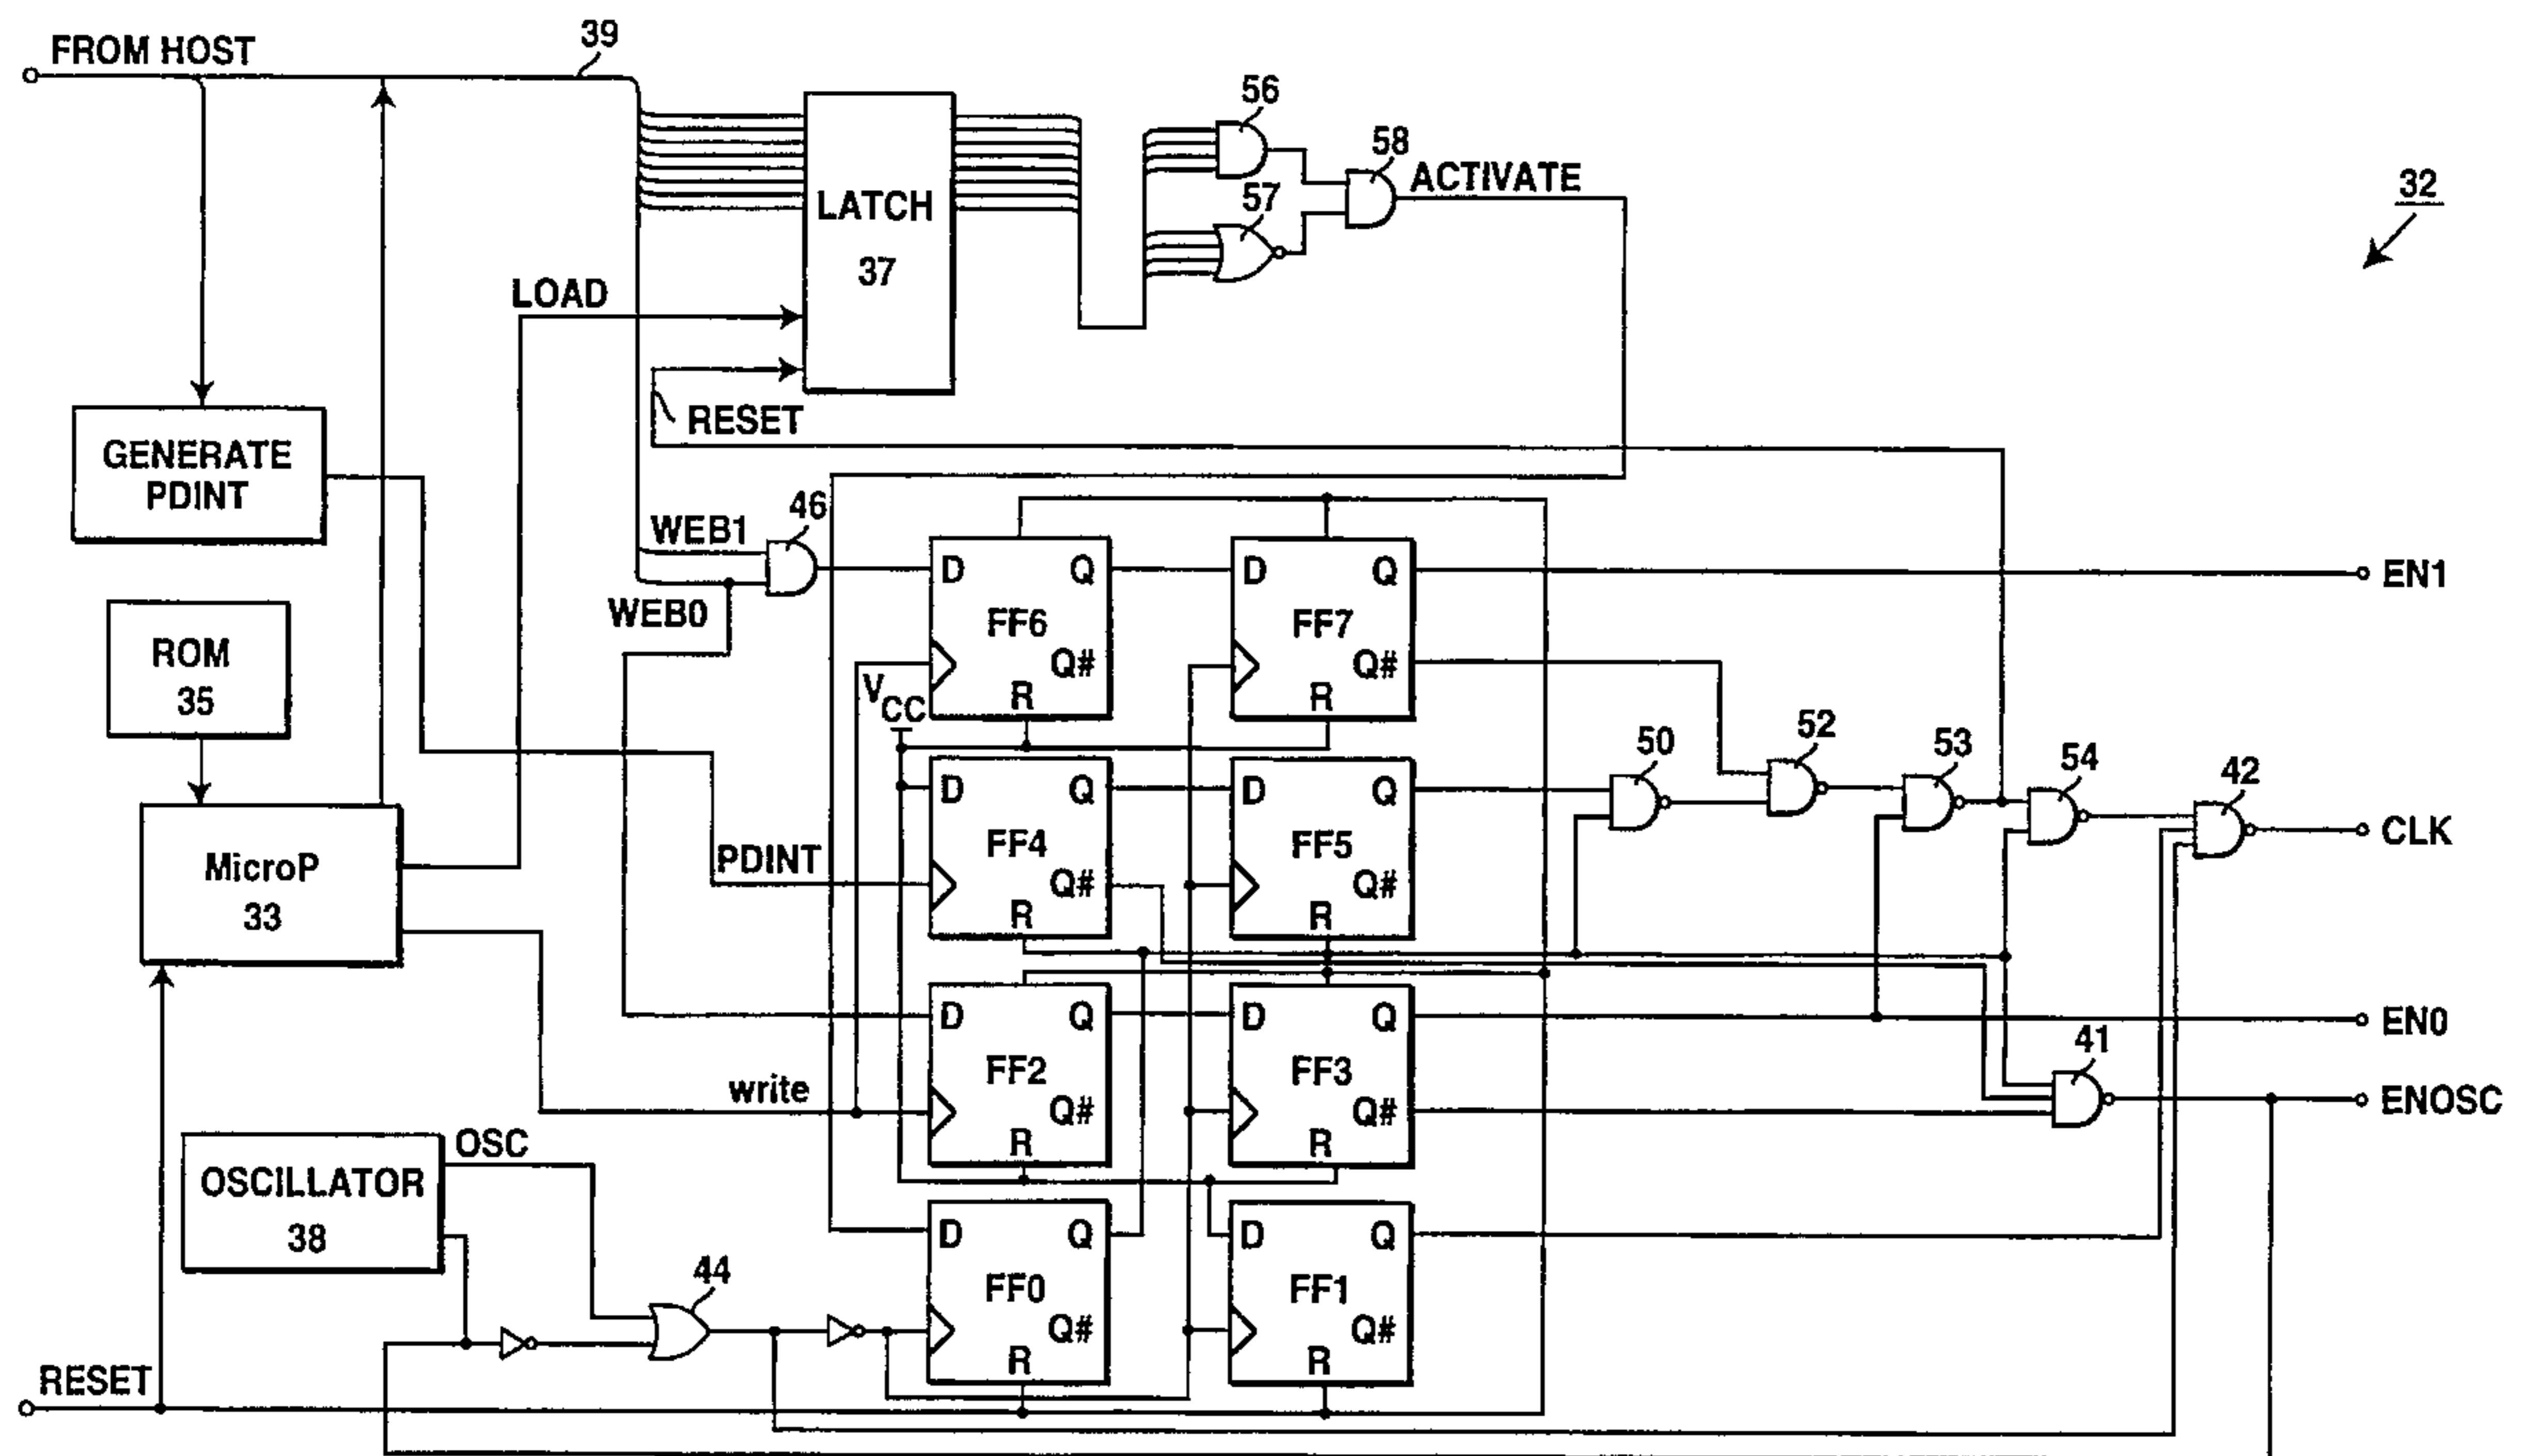 FROM HOST
39
56
58
ACTIVATE
57
32
LATCH
37
LOAD
RESET
GENERATE
PDINT
46
WEB1
WEB0
D Q
FF6
Q#
R
D Q
FF7
Q#
R
EN1
ROM
35
VCC
50
52
53
54
42
CLK
D Q
FF4
Q#
R
D Q
FF5
Q#
R
MicroP
33
PDINT
D Q
FF2
Q#
R
D Q
FF3
Q#
R
EN0
41
ENOSC
write
OSC
OSCILLATOR
38
44
D Q
FF0
Q#
R
D Q
FF1
Q#
R
RESET